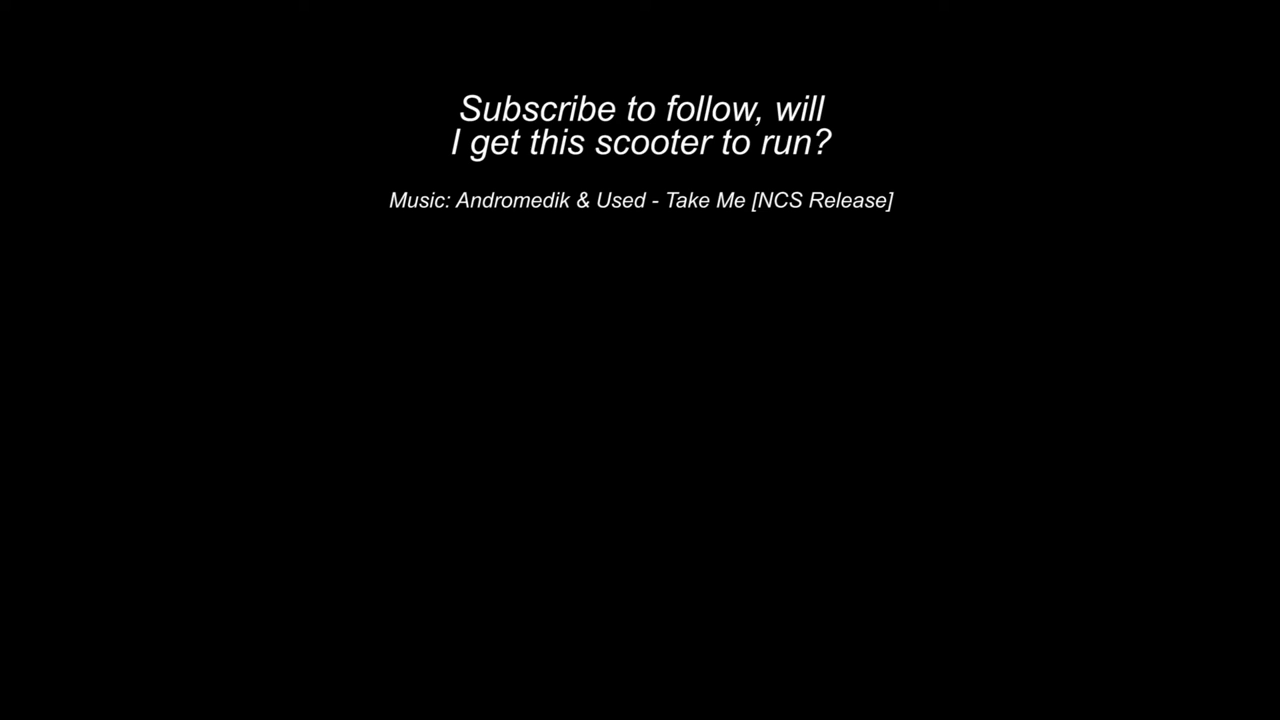 Subscribe to follow, will
I get this scooter to run?
Music: Andromedik & Used - Take Me [NCS Release]